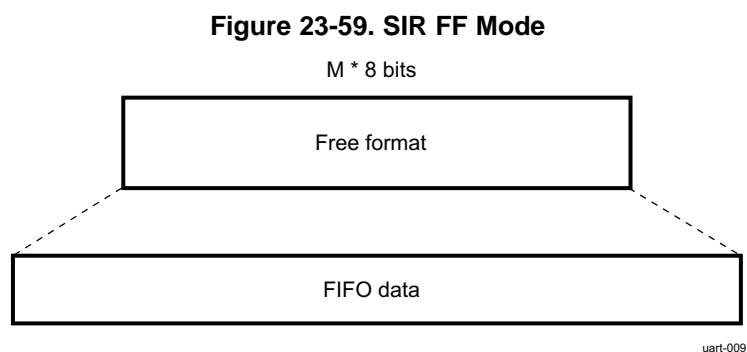 Figure 23-59. SIR FF Mode
M * 8 bits
Free format
FIFO data
uart-009